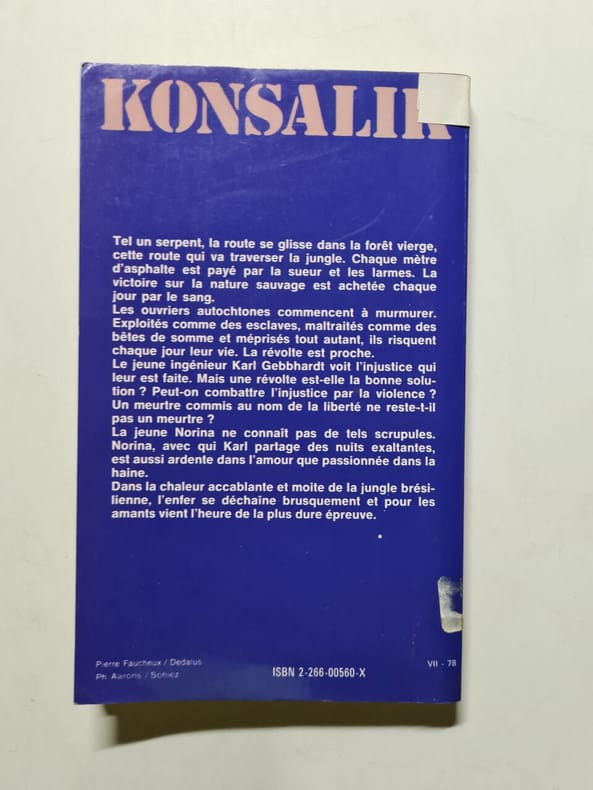 KONSALIK
Tel un serpent, la route se glisse dans la forêt vierge,
cette route qui va traverser la jungle. Chaque mètre
d'asphalte est payé par la sueur et les larmes. La
victoire sur la nature sauvage est achetée chaque
jour par le sang.
Les ouvriers autochtones commencent à murmurer.
Exploités comme des esclaves, maltraités comme des
bêtes de somme et méprisés tout autant, ils risquent
chaque jour leur vie. La révolte est proche.
Le jeune ingénieur Karl Gebbhardt voit l'injustice qui
leur est faite. Mais une révolte est-elle la bonne solu-
tion ? Peut-on combattre l'injustice par la violence ?
Un meurtre commis au nom de la liberté ne reste-t-il
pas un meurtre ?
La jeune Norina ne connaît pas de tels scrupules.
Norina, avec qui Karl partage des nuits exaltantes,
est aussi ardente dans l'amour que passionnée dans la
haine.
Dans la chaleur accablante et moite de la jungle brési-
lienne, l'enfer se déchaîne brusquement et pour les
amants vient l'heure de la plus dure épreuve.
Pierre Faucheux / Dedalus
Ph Aarons / Sohiez
ISBN 2-266-00560-X
VII - 78